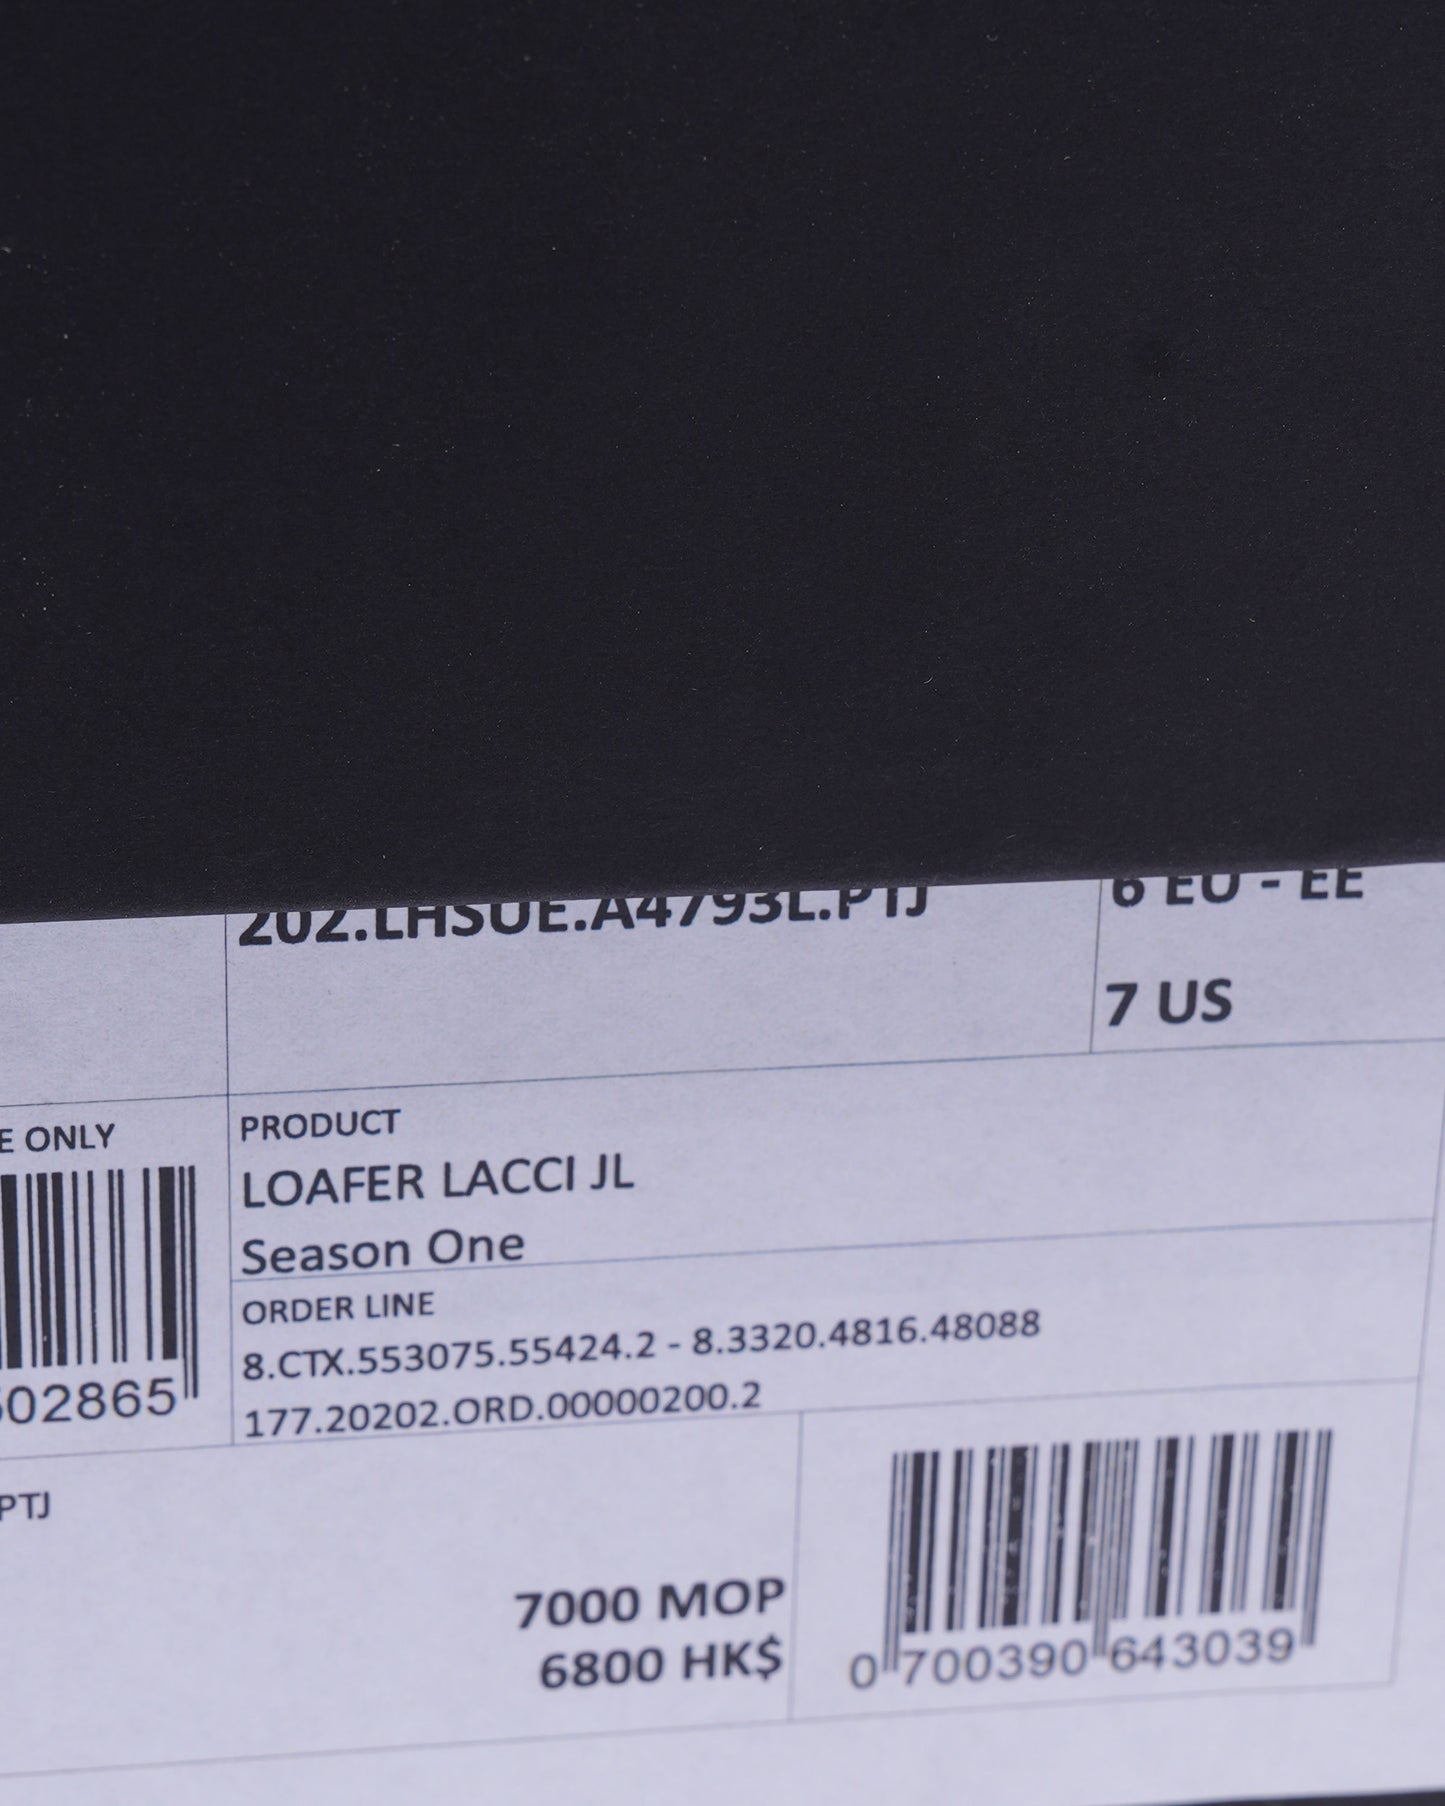 202.LHSUE.A4793L.PTJ
6 EU - EE
7 US
E ONLY
02865
PRODUCT
LOAFER LACCI JL
Season One
ORDER LINE
8.CTX.553075.55424.2 - 8.3320.4816.48088
177.20202.ORD.00000200.2
PTJ
7000 MOP
6800 HK$
0 700390 643039